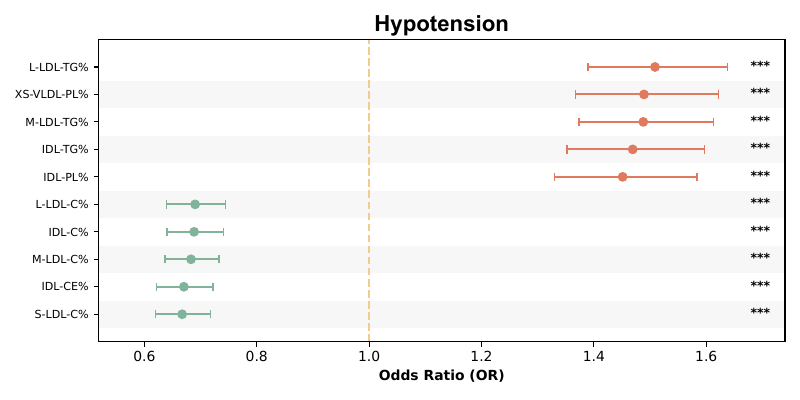 Hypotension
L-LDL-TG% ***
XS-VLDL-PL% ***
M-LDL-TG% ***
IDL-TG% ***
IDL-PL% ***
L-LDL-C% ***
IDL-C% ***
M-LDL-C% ***
IDL-CE% ***
S-LDL-C% ***
0.6 0.8 1.0 1.2 1.4 1.6
Odds Ratio (OR)